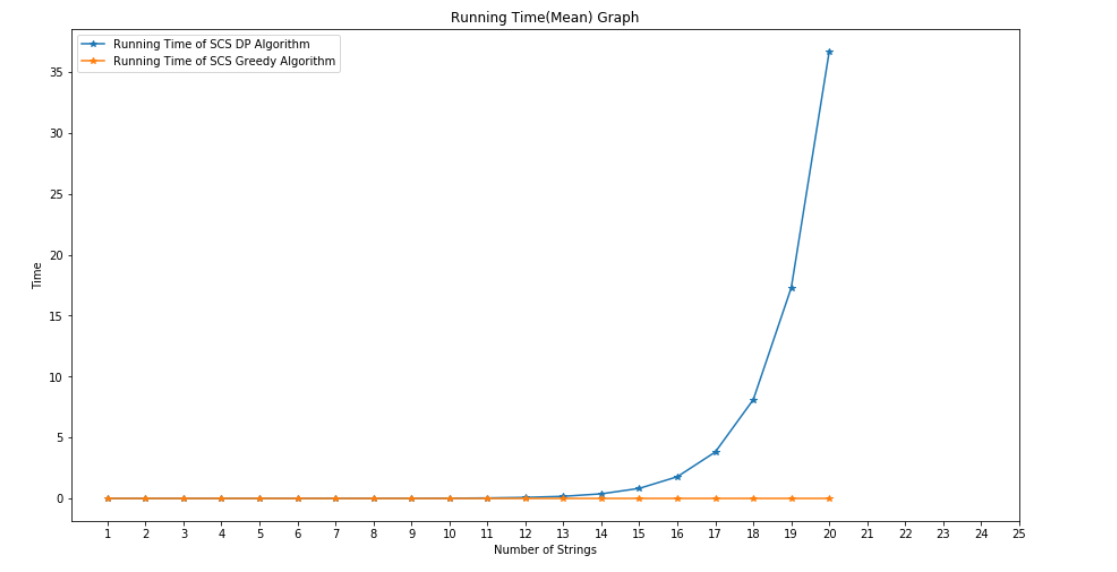 Running Time(Mean) Graph
Running Time of SCS DP Algorithm
Running Time of SCS Greedy Algorithm
35
30
25
20
15
10
5
0
Time
1 2 3 4 5 6 7 8 9 10 11 12 13 14 15 16 17 18 19 20 21 22 23 24 25
Number of Strings